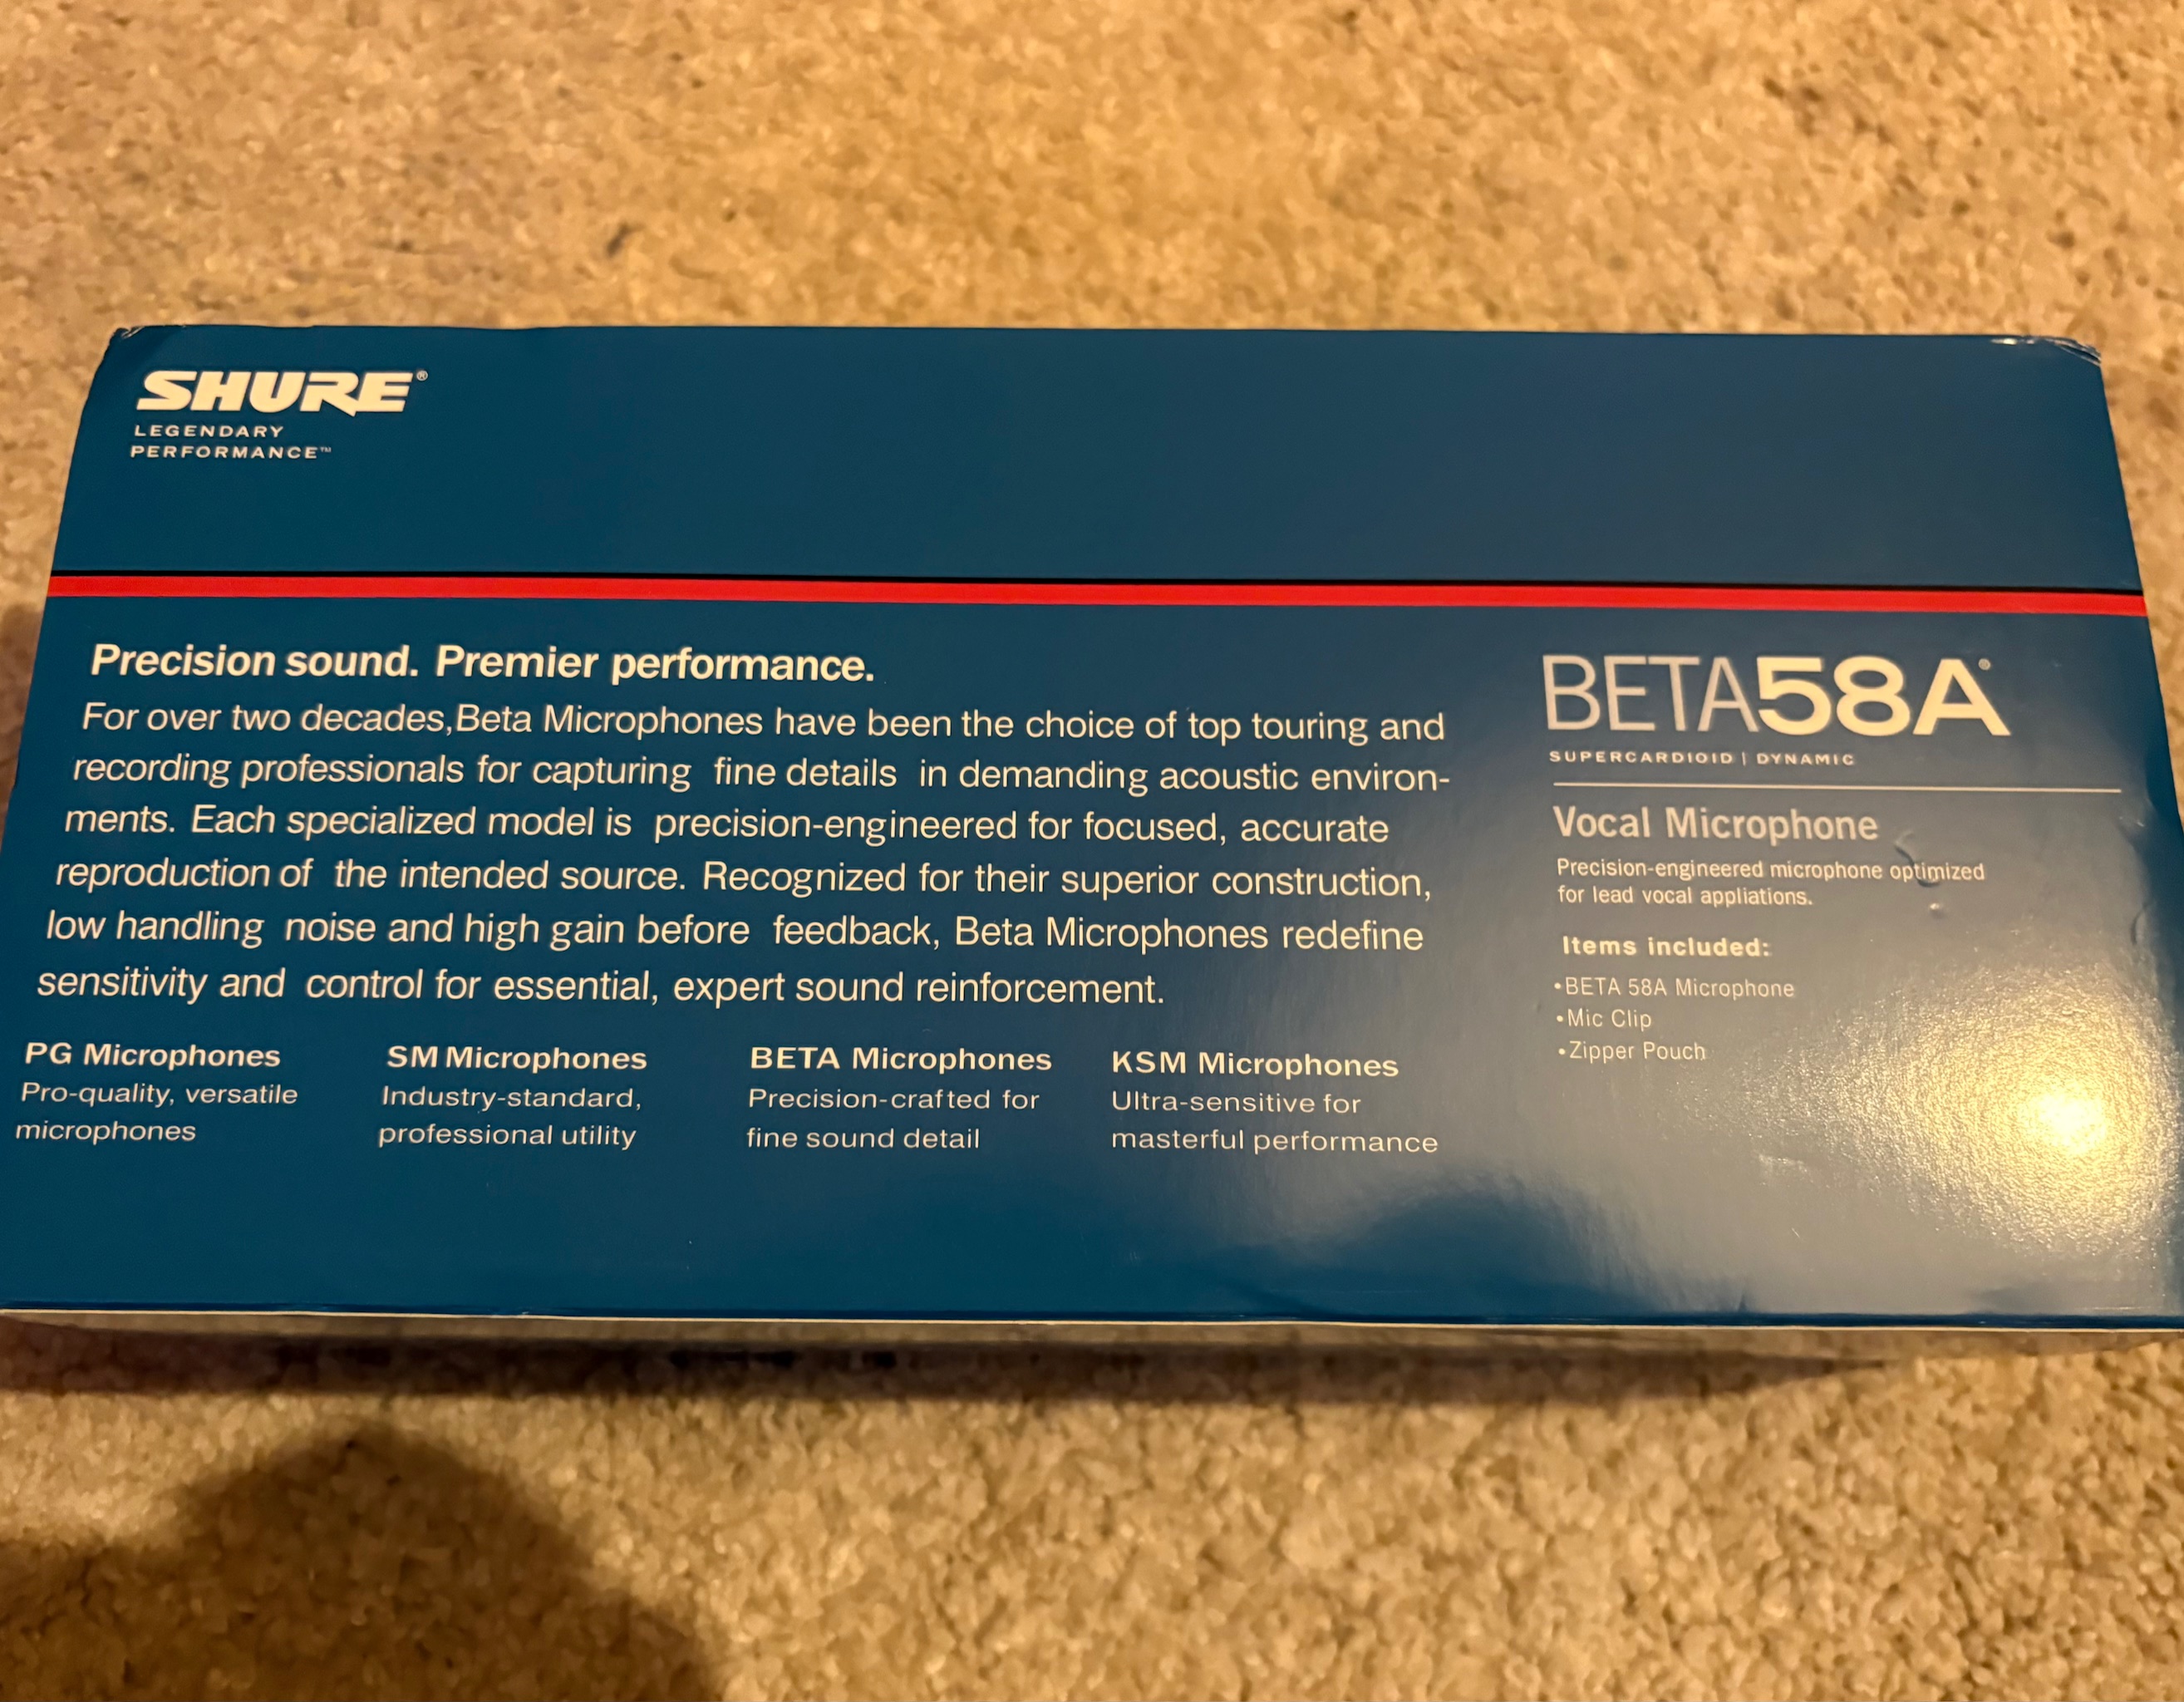 SHURE®
LEGENDARY
PERFORMANCE™
Precision sound. Premier performance.
For over two decades,Beta Microphones have been the choice of top touring and
recording professionals for capturing fine details in demanding acoustic environ-
ments. Each specialized model is precision-engineered for focused, accurate
reproduction of the intended source. Recognized for their superior construction,
low handling noise and high gain before feedback, Beta Microphones redefine
sensitivity and control for essential, expert sound reinforcement.
PG Microphones
Pro-quality, versatile
microphones
SM Microphones
Industry-standard,
professional utility
BETA Microphones
Precision-crafted for
fine sound detail
KSM Microphones
Ultra-sensitive for
masterful performance
BETA58A®
SUPERCARDIOID | DYNAMIC
Vocal Microphone
Precision-engineered microphone optimized
for lead vocal appliations.
Items included:
•BETA 58A Microphone
•Mic Clip
•Zipper Pouch